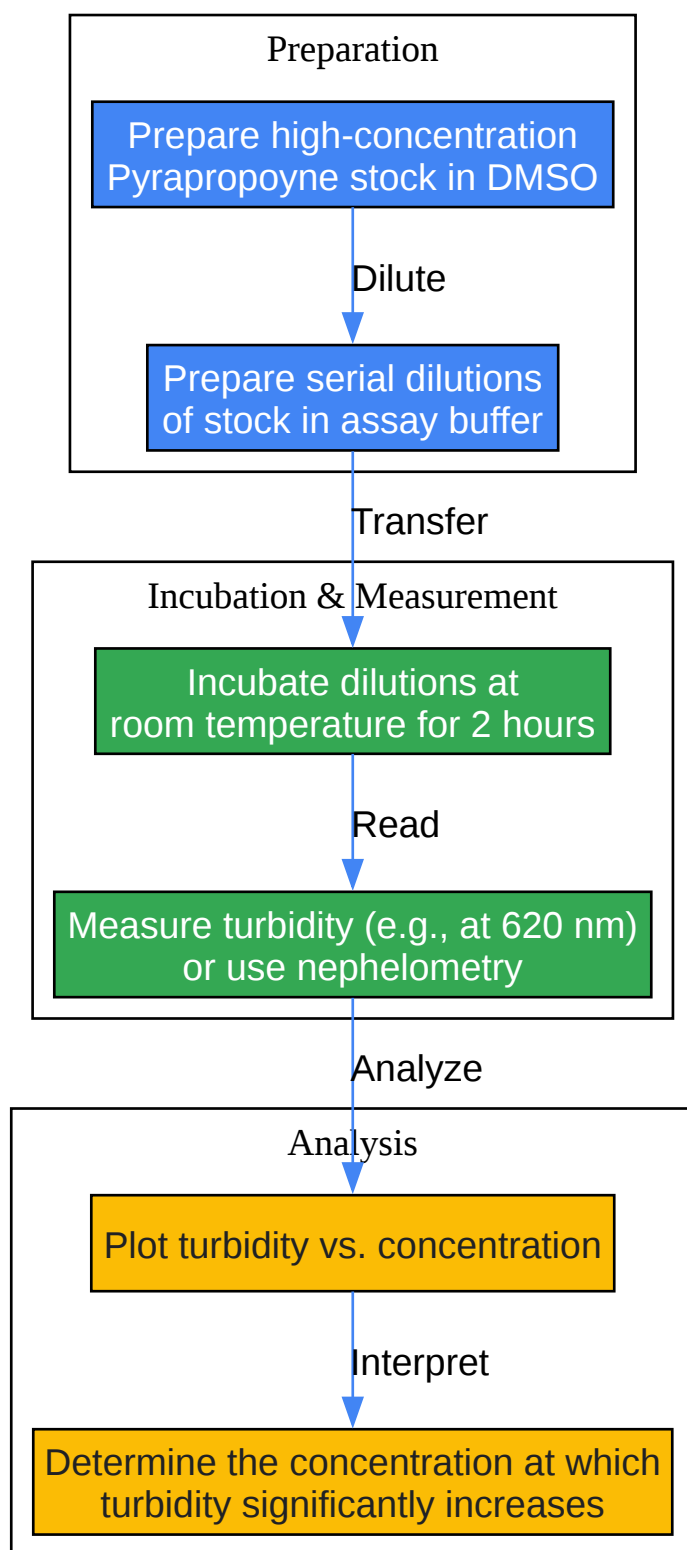 Preparation
Prepare high-concentration
Pyrapropoyne stock in DMSO
Dilute
Prepare serial dilutions
of stock in assay buffer
Transfer
Incubation & Measurement
Incubate dilutions at
room temperature for 2 hours
Read
Measure turbidity (e.g., at 620 nm)
or use nephelometry
Analyze
Analysis
Plot turbidity vs. concentration
Interpret
Determine the concentration at which
turbidity significantly increases